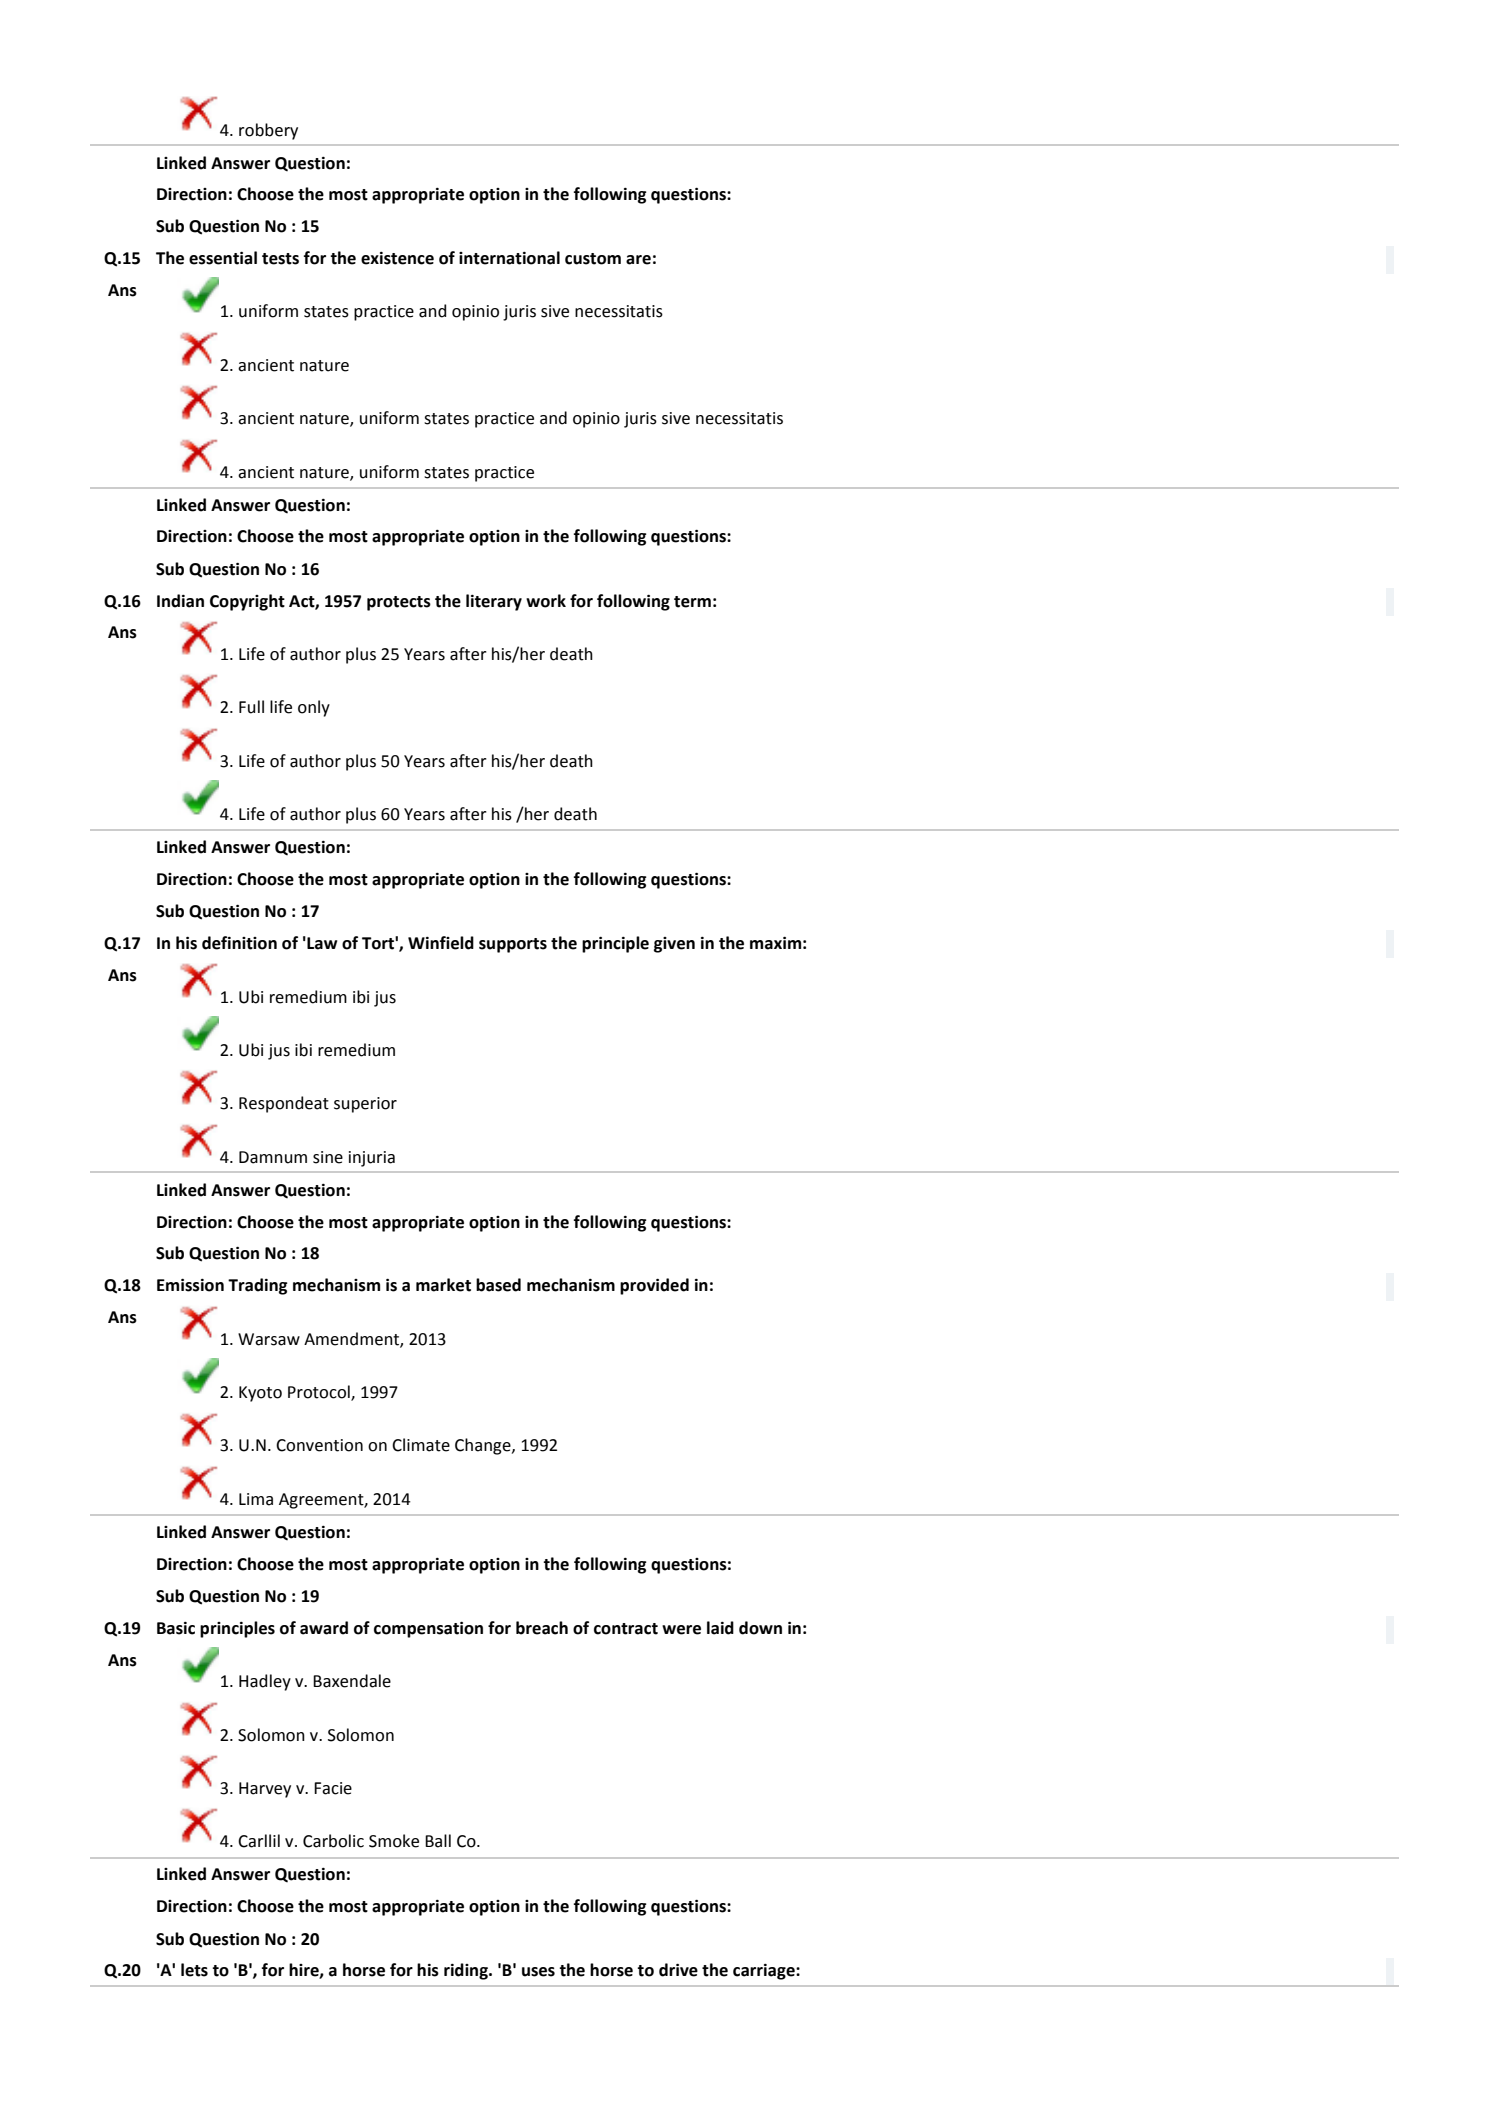 4. robbery
Linked Answer Question:
Direction: Choose the most appropriate option in the following questions:
Sub Question No : 15
Q.15 The essential tests for the existence of international custom are:
Ans
1. uniform states practice and opinio juris sive necessitatis
2. ancient nature
3. ancient nature, uniform states practice and opinio juris sive necessitatis
4. ancient nature, uniform states practice
Linked Answer Question:
Direction: Choose the most appropriate option in the following questions:
Sub Question No : 16
Q.16 Indian Copyright Act, 1957 protects the literary work for following term:
Ans
1. Life of author plus 25 Years after his/her death
2. Full life only
3. Life of author plus 50 Years after his/her death
4. Life of author plus 60 Years after his /her death
Linked Answer Question:
Direction: Choose the most appropriate option in the following questions:
Sub Question No : 17
Q.17 In his definition of 'Law of Tort', Winfield supports the principle given in the maxim:
Ans
1. Ubi remedium ibi jus
2. Ubi jus ibi remedium
3. Respondeat superior
4. Damnum sine injuria
Linked Answer Question:
Direction: Choose the most appropriate option in the following questions:
Sub Question No : 18
Q.18 Emission Trading mechanism is a market based mechanism provided in:
Ans
1. Warsaw Amendment, 2013
2. Kyoto Protocol, 1997
3. U.N. Convention on Climate Change, 1992
4. Lima Agreement, 2014
Linked Answer Question:
Direction: Choose the most appropriate option in the following questions:
Sub Question No : 19
Q.19 Basic principles of award of compensation for breach of contract were laid down in:
Ans
1. Hadley v. Baxendale
2. Solomon v. Solomon
3. Harvey v. Facie
4. Carllil v. Carbolic Smoke Ball Co.
Linked Answer Question:
Direction: Choose the most appropriate option in the following questions:
Sub Question No : 20
Q.20 'A' lets to 'B', for hire, a horse for his riding. 'B' uses the horse to drive the carriage: